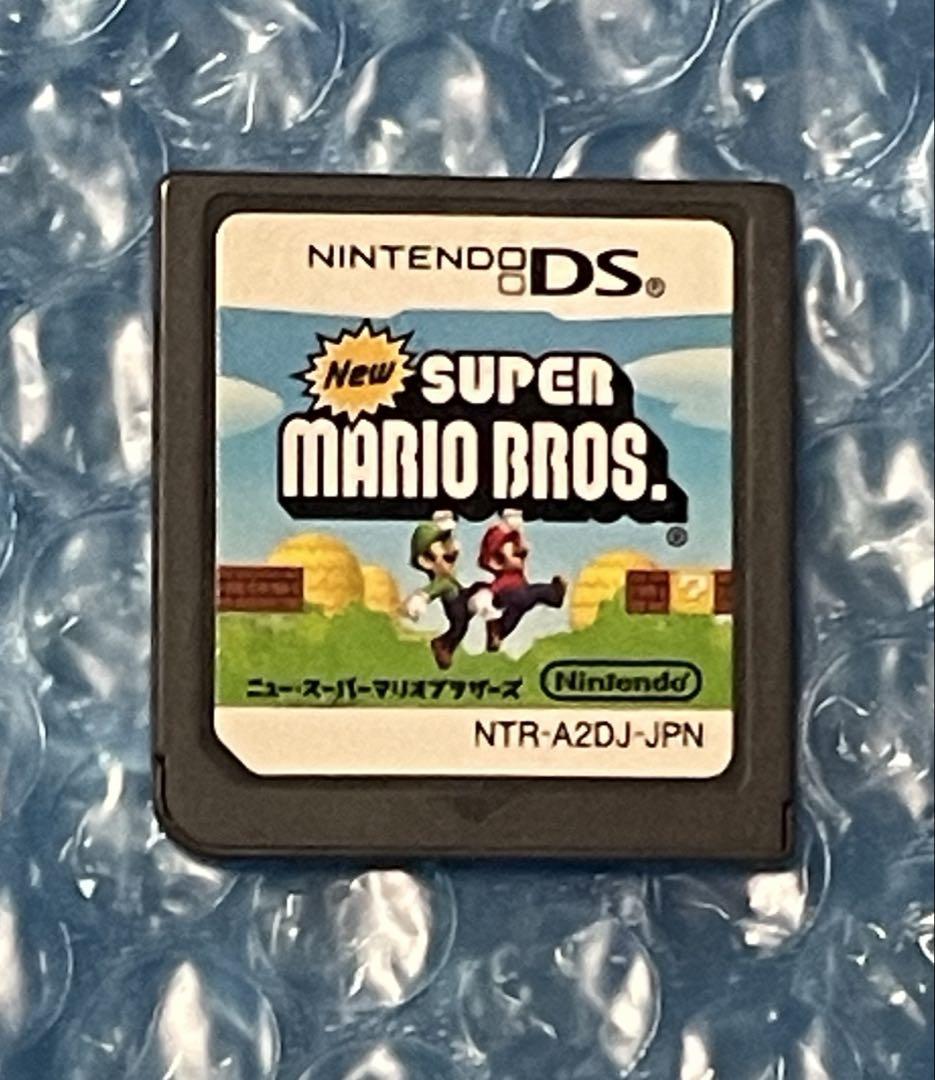 NINTENDO DS®
New SUPER
MARIO BROS.
®
ニュー・スーパーマリオブラザーズ
Nintendo
NTR-A2DJ-JPN